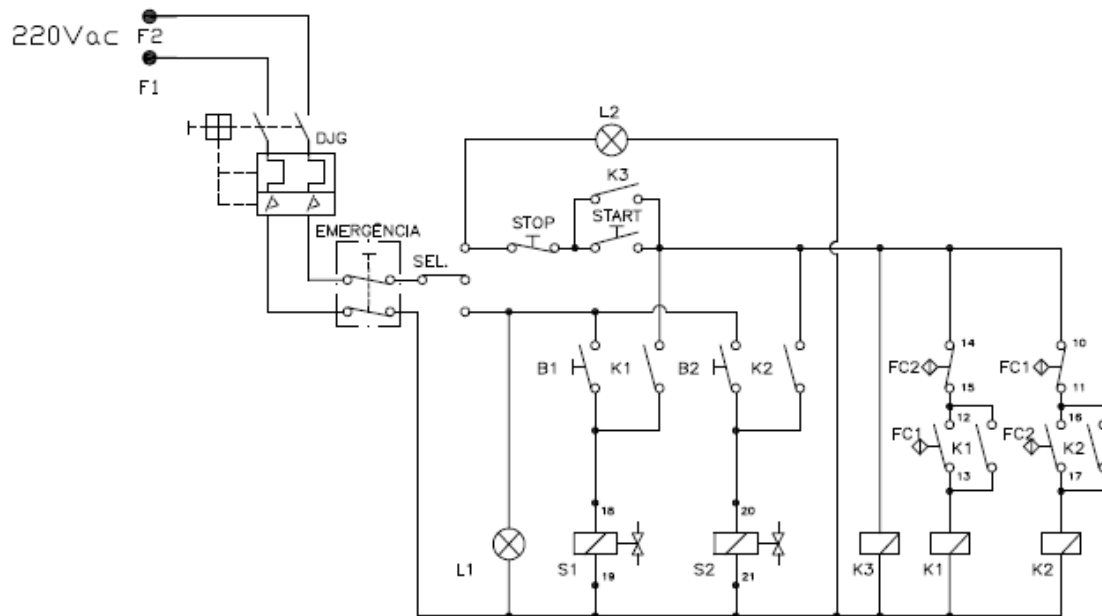 220Vac
F2
F1
DJG
L2
K3
STOP
START
EMERGÊNCIA
SEL.
B1
K1
B2
K2
14
FC2
15
10
FC1
11
12
FC1
K1
13
16
FC2
K2
17
18
S1
19
20
S2
21
L1
K3
K1
K2